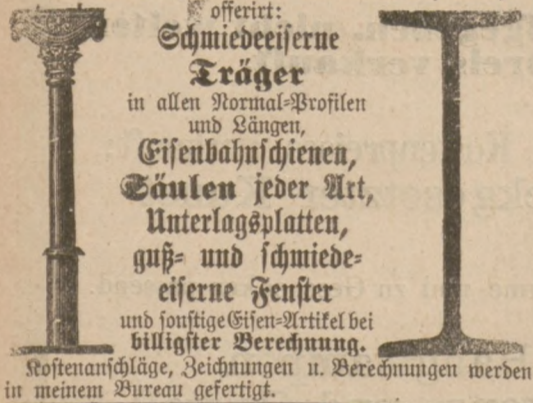 offerirt:
Schmiedeeiserne
Träger
in allen Normal-Profilen
und Längen,
Eisenbahnschienen,
Säulen jeder Art,
Unterlagsplatten,
guß- und schmiede-
eiserne Fenster
und sonstige Eisen-Artikel bei
billigster Berechnung.
Kostenanschläge, Zeichnungen u. Berechnungen werden
in meinem Bureau gefertigt.